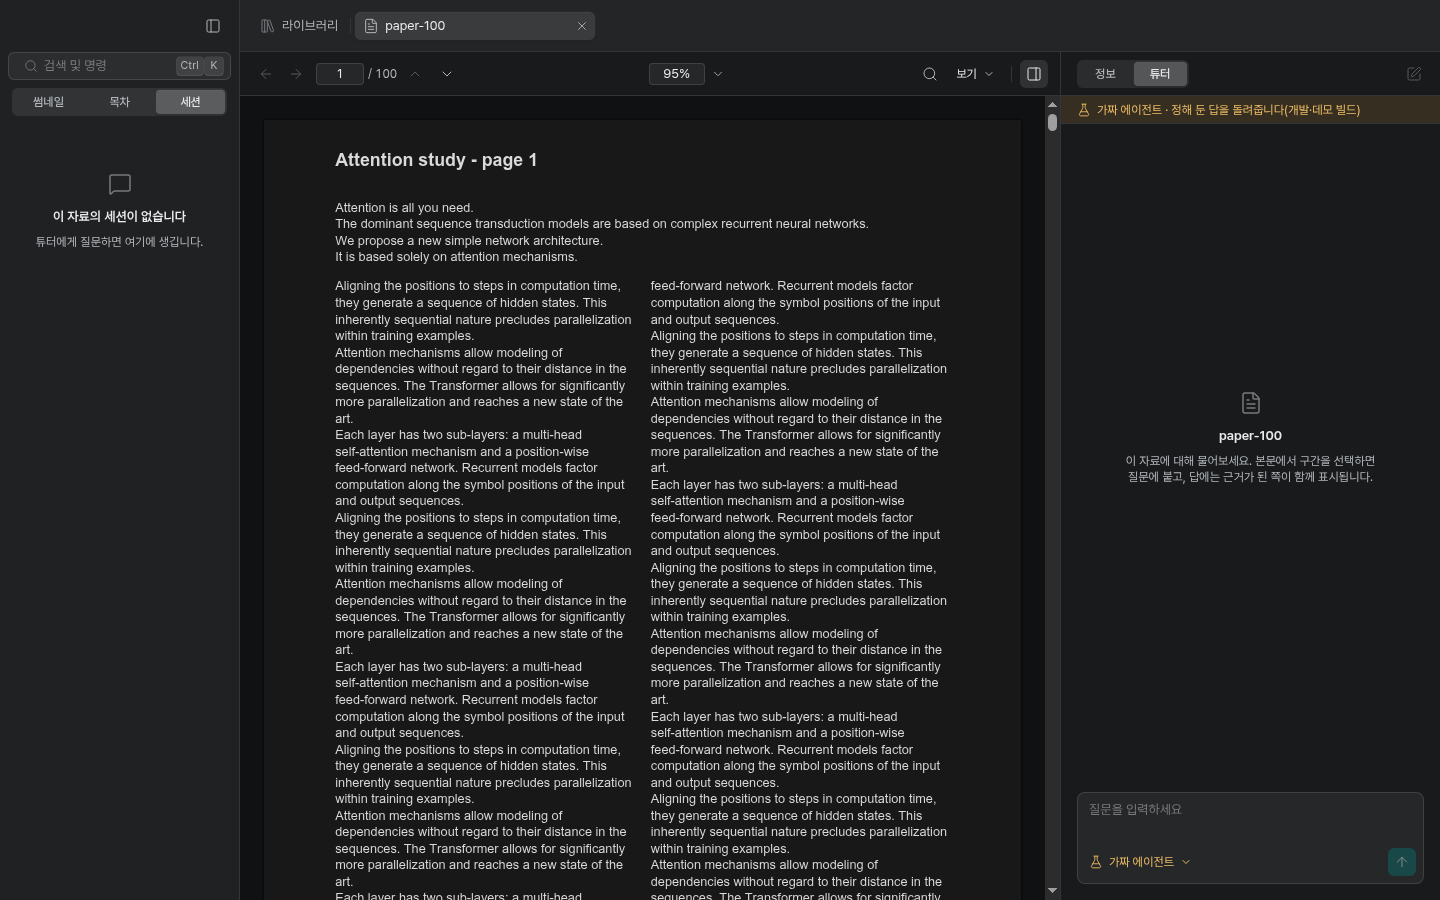 라이브러리
paper-100
검색 및 명령
Ctrl K
썸네일
목차
세션
이 자료의 세션이 없습니다
튜터에게 질문하면 여기에 생깁니다.
1 / 100
95%
보기
Attention study - page 1
Attention is all you need.
The dominant sequence transduction models are based on complex recurrent neural networks.
We propose a new simple network architecture.
It is based solely on attention mechanisms.
Aligning the positions to steps in computation time,
they generate a sequence of hidden states. This
inherently sequential nature precludes parallelization
within training examples.
Attention mechanisms allow modeling of
dependencies without regard to their distance in the
sequences. The Transformer allows for significantly
more parallelization and reaches a new state of the
art.
Each layer has two sub-layers: a multi-head
self-attention mechanism and a position-wise
feed-forward network. Recurrent models factor
computation along the symbol positions of the input
and output sequences.
Aligning the positions to steps in computation time,
they generate a sequence of hidden states. This
inherently sequential nature precludes parallelization
within training examples.
Attention mechanisms allow modeling of
dependencies without regard to their distance in the
sequences. The Transformer allows for significantly
more parallelization and reaches a new state of the
art.
Each layer has two sub-layers: a multi-head
self-attention mechanism and a position-wise
feed-forward network. Recurrent models factor
computation along the symbol positions of the input
and output sequences.
Aligning the positions to steps in computation time,
they generate a sequence of hidden states. This
inherently sequential nature precludes parallelization
within training examples.
Attention mechanisms allow modeling of
dependencies without regard to their distance in the
sequences. The Transformer allows for significantly
more parallelization and reaches a new state of the
art.
Each layer has two sub-layers: a multi-head
feed-forward network. Recurrent models factor
computation along the symbol positions of the input
and output sequences.
Aligning the positions to steps in computation time,
they generate a sequence of hidden states. This
inherently sequential nature precludes parallelization
within training examples.
Attention mechanisms allow modeling of
dependencies without regard to their distance in the
sequences. The Transformer allows for significantly
more parallelization and reaches a new state of the
art.
Each layer has two sub-layers: a multi-head
self-attention mechanism and a position-wise
feed-forward network. Recurrent models factor
computation along the symbol positions of the input
and output sequences.
Aligning the positions to steps in computation time,
they generate a sequence of hidden states. This
inherently sequential nature precludes parallelization
within training examples.
Attention mechanisms allow modeling of
dependencies without regard to their distance in the
sequences. The Transformer allows for significantly
more parallelization and reaches a new state of the
art.
Each layer has two sub-layers: a multi-head
self-attention mechanism and a position-wise
feed-forward network. Recurrent models factor
computation along the symbol positions of the input
and output sequences.
Aligning the positions to steps in computation time,
they generate a sequence of hidden states. This
inherently sequential nature precludes parallelization
within training examples.
Attention mechanisms allow modeling of
dependencies without regard to their distance in the
sequences. The Transformer allows for significantly
정보
튜터
가짜 에이전트 · 정해 둔 답을 돌려줍니다(개발·데모 빌드)
paper-100
이 자료에 대해 물어보세요. 본문에서 구간을 선택하면
질문에 붙고, 답에는 근거가 된 쪽이 함께 표시됩니다.
질문을 입력하세요
가짜 에이전트